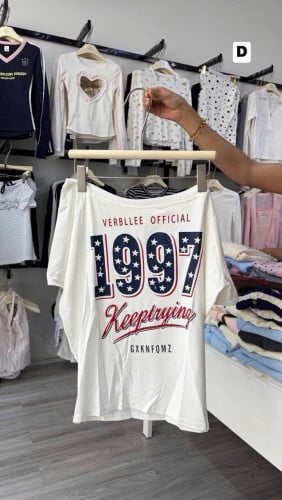 D
VERBLLEE OFFICIAL
1997
Keeptrying
GXKNFOMZ